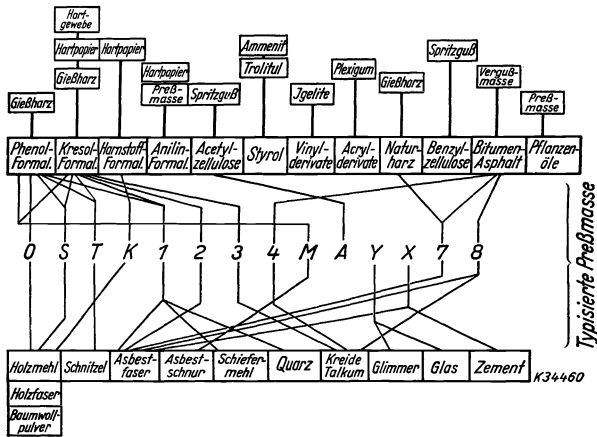 Hart-
gewebe
Hartpapier
Hartpapier
Ammenit
Spritzguß
Gießharz
Hartpapier
Trolitul
Plexigum
Verguß-
masse
Gießharz
Preß-
masse
Spritzguß
Jgelite
Gießharz
Preß-
masse
Phenol-
Formal.
Kresol-
Formal.
Harnstoff-
Formal.
Anilin-
Formal.
Acetyl-
zellulose
Styrol
Vinyl-
derivate
Acryl-
derivate
Natur-
harz
Benzyl-
zellulose
Bitumen-
Asphalt
Pflanzen-
öle
0 S T K 1 2 3 4 M A Y X 7 8
Typisierte Preßmasse
Holzmehl
Schnitzel
Asbest-
faser
Asbest-
schnur
Schiefer-
mehl
Quarz
Kreide
Talkum
Glimmer
Glas
Zement
K34460
Holzfaser
Baumwoll-
pulver